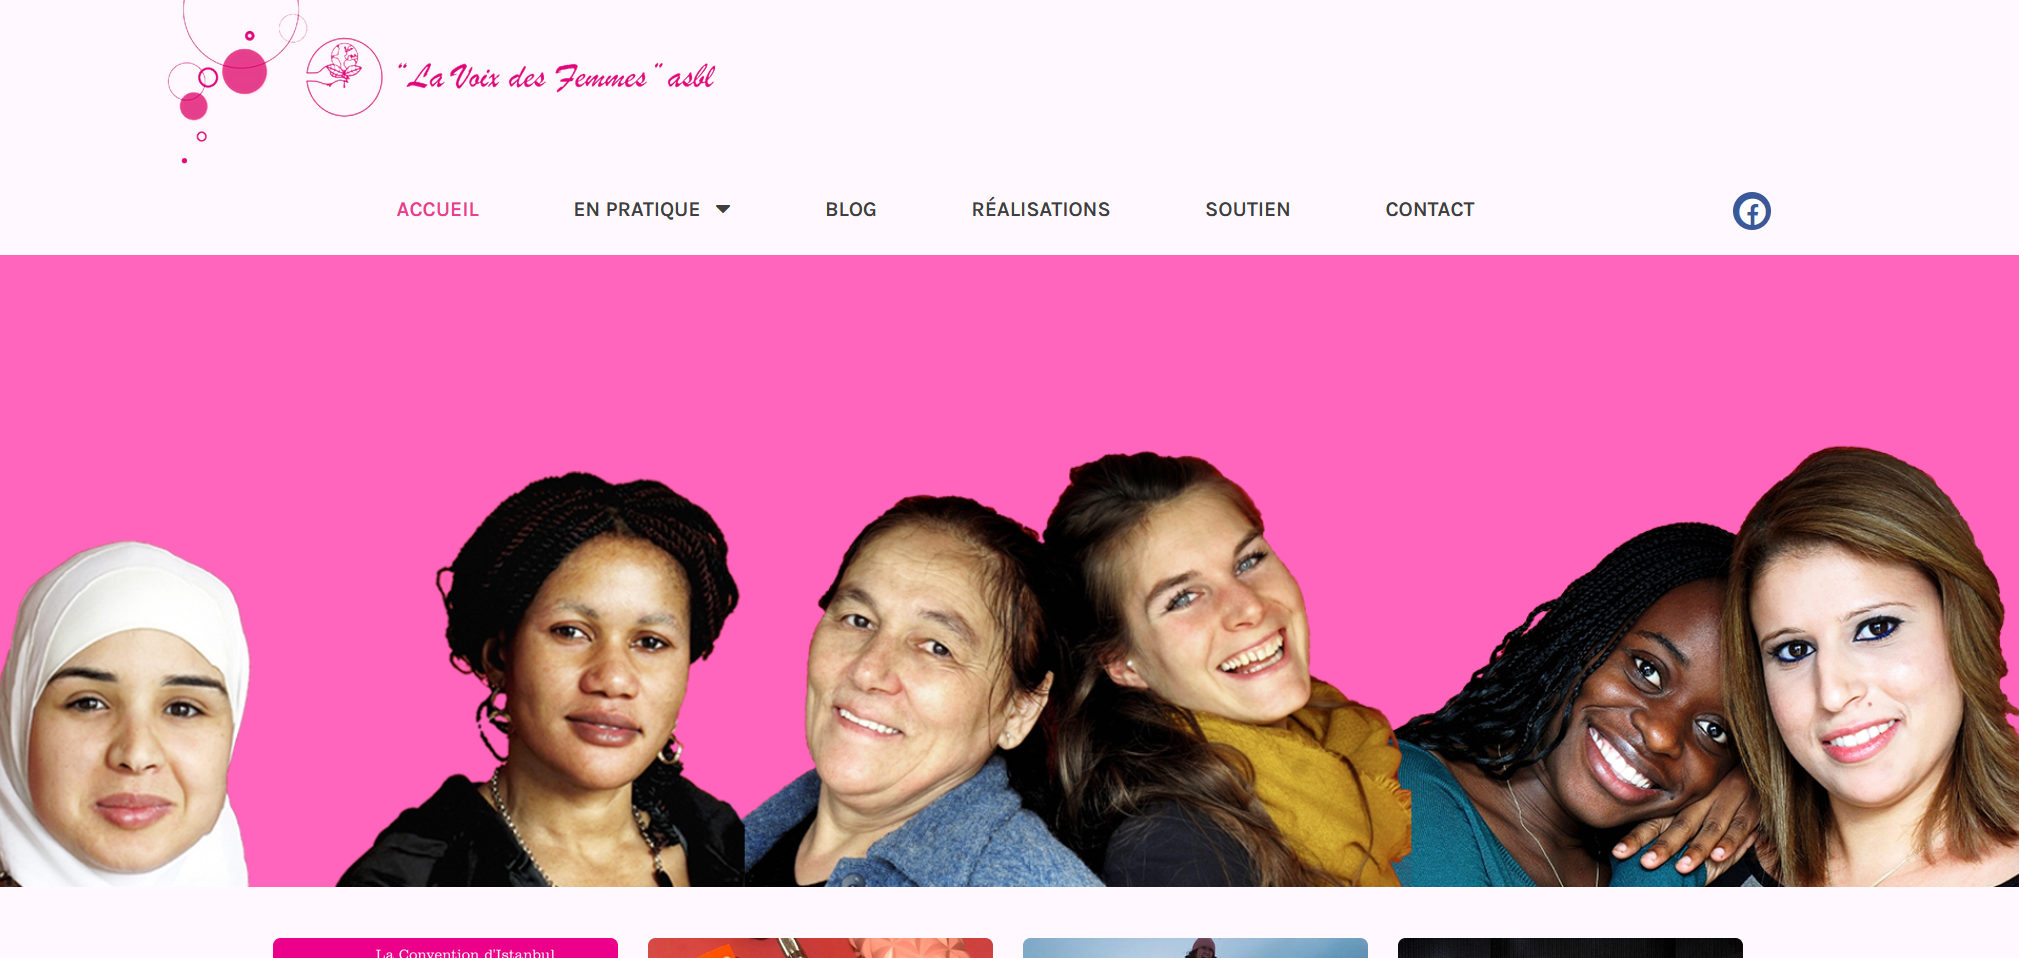 “La Voix des Femmes” asbl
ACCUEIL EN PRATIQUE BLOG RÉALISATIONS SOUTIEN CONTACT
La Convention d'Istanbul